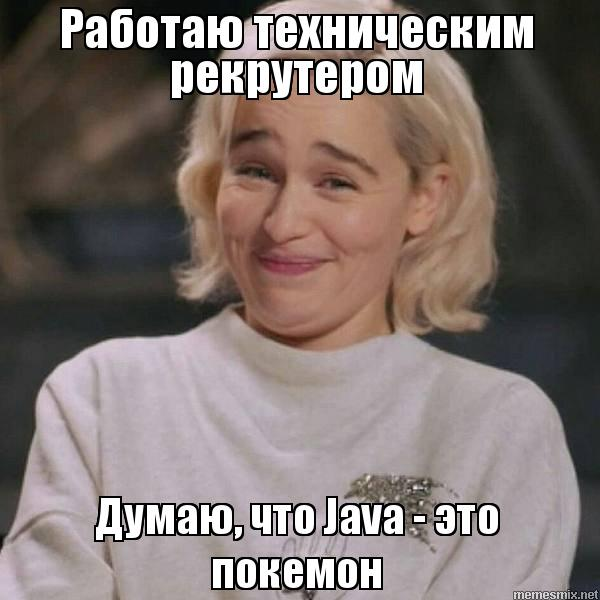 Работаю техническим
рекрутером
Думаю, что Java - это
покемон
memesmix.net